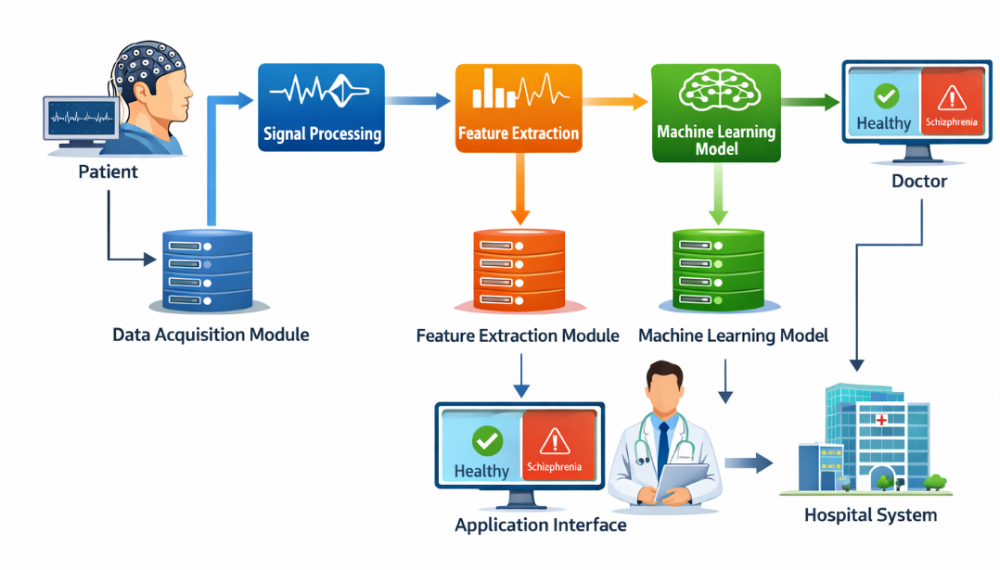 Signal Processing
Feature Extraction
Machine Learning
Model
Healthy
Schizphrenia
Patient
Doctor
Data Acquisition Module
Feature Extraction Module
Machine Learning Model
Healthy
Schizphrenia
Application Interface
Hospital System